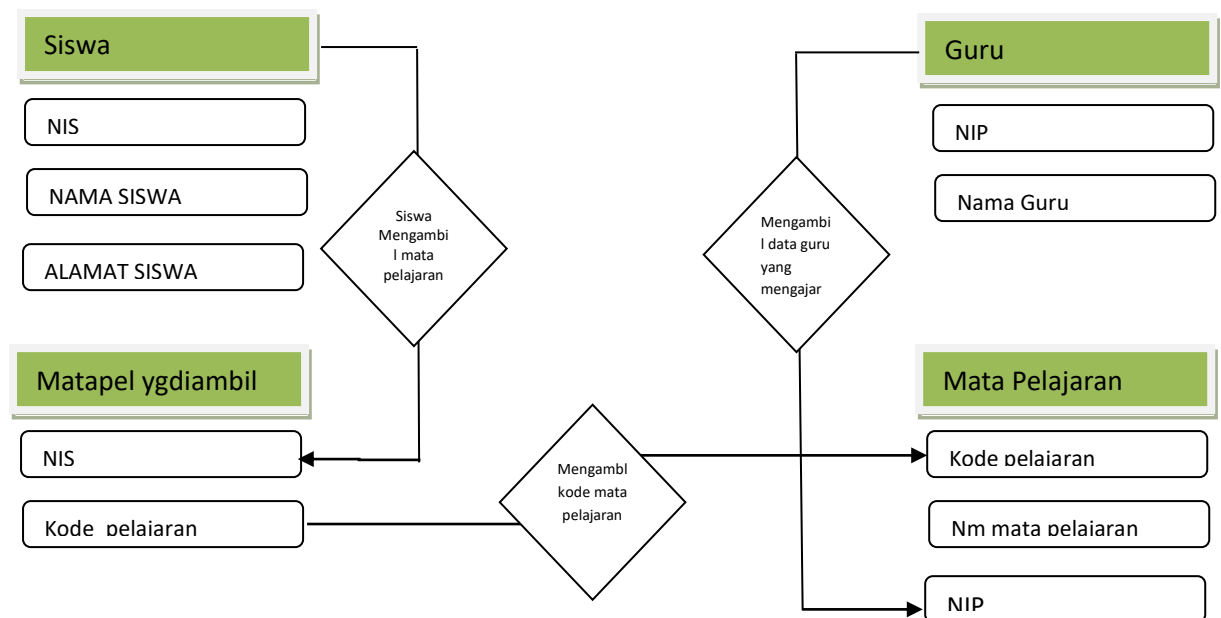 Siswa
NIS
NAMA SISWA
ALAMAT SISWA
Siswa
Mengambi
l mata
pelajaran
Guru
NIP
Nama Guru
Mengambi
l data guru
yang
mengajar
Matapel ygdiambil
NIS
Kode pelajaran
Mengambl
kode mata
pelajaran
Mata Pelajaran
Kode pelajaran
Nm mata pelajaran
NIP